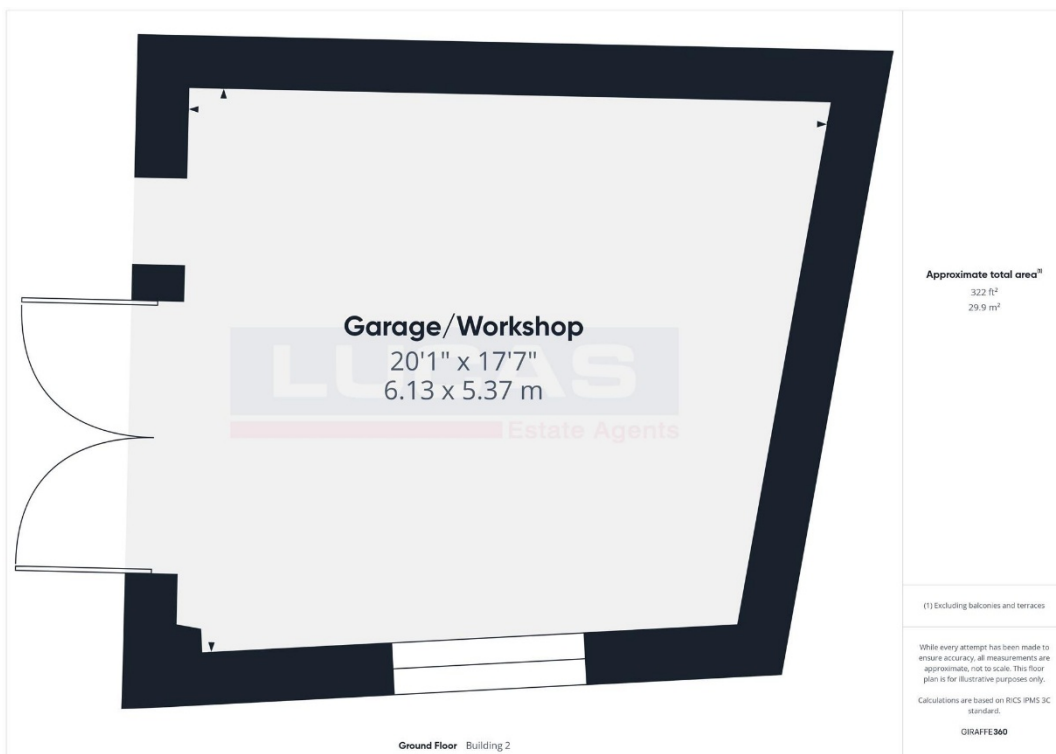 Garage/Workshop
20'1" x 17'7"
6.13 x 5.37 m
LUCAS
Estate Agents
Approximate total area⁽¹⁾
322 ft²
29.9 m²
(1) Excluding balconies and terraces
While every attempt has been made to
ensure accuracy, all measurements are
approximate, not to scale. This floor
plan is for illustrative purposes only.
Calculations are based on RICS IPMS 3C
standard.
GIRAFFE360
Ground Floor Building 2